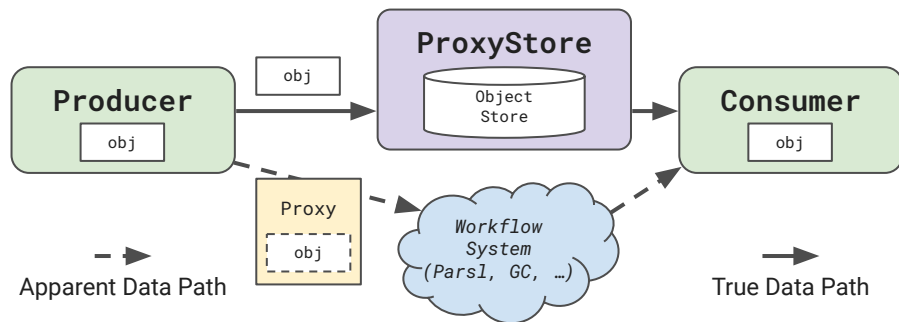 ProxyStore
Object
Store
Producer
obj
obj
Consumer
obj
Proxy
obj
Workflow
System
(Parsl, GC, …)
Apparent Data Path
True Data Path